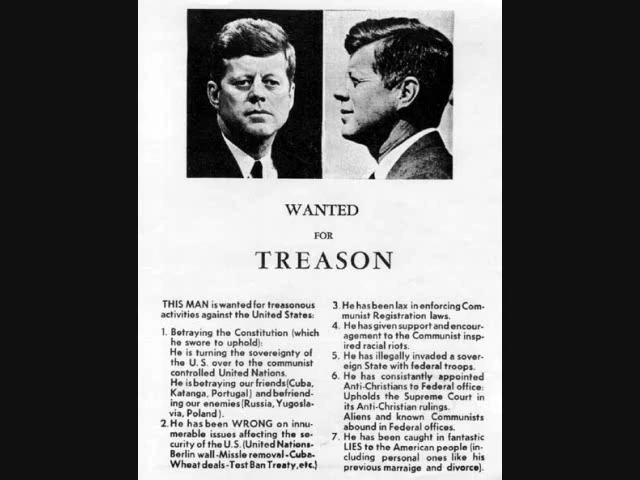 WANTED
FOR
TREASON
THIS MAN is wanted for treasonous
activities against the United States:
1. Betraying the Constitution (which
he swore to uphold):
He is turning the sovereignty of
the U.S. over to the communist
controlled United Nations.
He is betraying our friends(Cuba,
Katanga, Portugal) and befriend-
ing our enemies(Russia, Yugosla-
via, Poland).
2. He has been WRONG on innu-
merable issues affecting the se-
curity of the U.S. (United Nations-
Berlin wall-Missle removal-Cuba-
Wheat deals-Test Ban Treaty,etc.)
3. He has been lax in enforcing Com-
munist Registration laws.
4. He has given support and encour-
agement to the Communist insp-
ired racial riots.
5. He has illegally invaded a sover-
eign State with federal troops.
6. He has consistantly appointed
Anti-Christians to Federal office:
Upholds the Supreme Court in
its Anti-Christian rulings.
Aliens and known Communists
abound in Federal offices.
7. He has been caught in fantastic
LIES to the American people (in-
cluding personal ones like his
previous marraige and divorce).